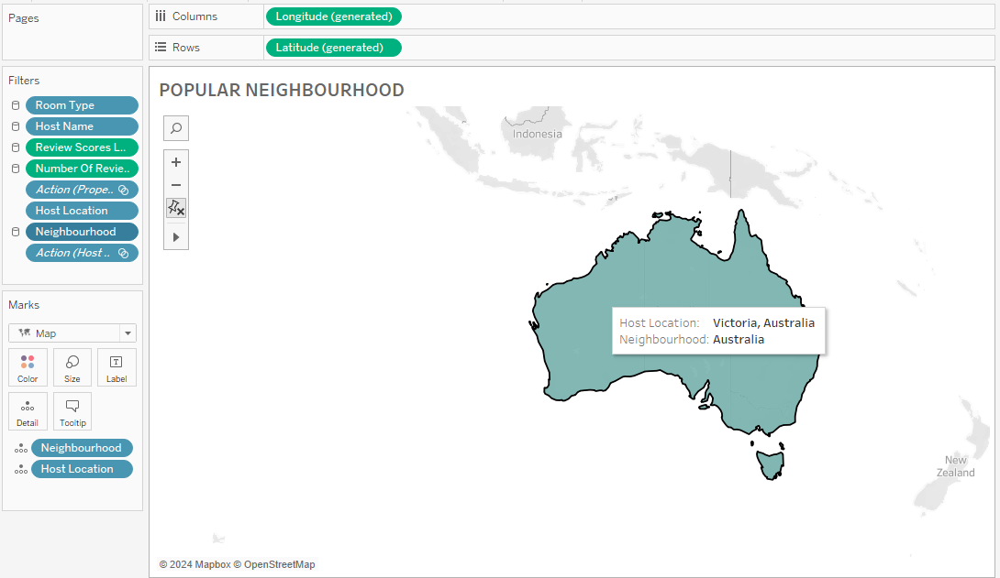 Pages
Columns
Longitude (generated)
Rows
Latitude (generated)
Filters
Room Type
Host Name
Review Scores L..
Number Of Revie..
Action (Prope..
Host Location
Neighbourhood
Action (Host ..
Marks
Map
Color
Size
Label
T
Detail
Tooltip
Neighbourhood
Host Location
POPULAR NEIGHBOURHOOD
Indonesia
Host Location: Victoria, Australia
Neighbourhood: Australia
New
Zealand
© 2024 Mapbox © OpenStreetMap